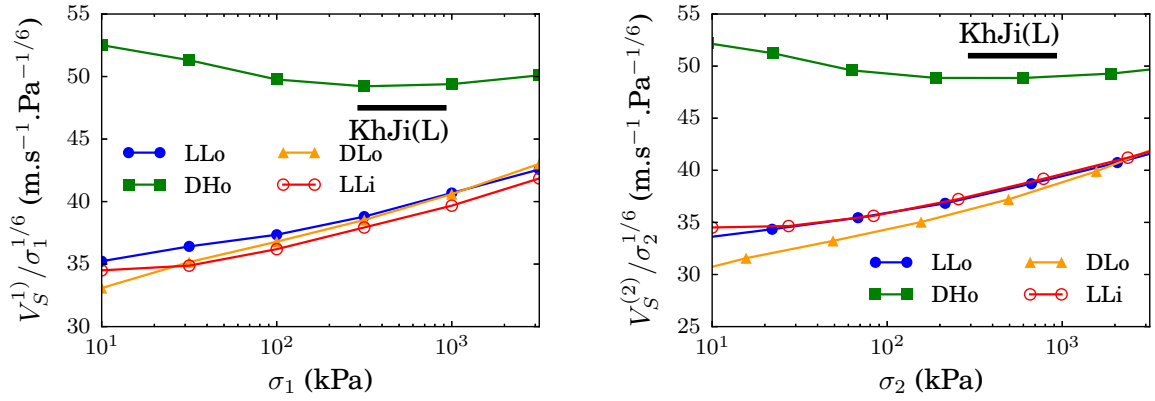 55
50
45
40
35
30
V_S^{1)}/σ_1^{1/6} (m.s^{-1}.Pa^{-1/6})
KhJi(L)
LLo
DHo
DLo
LLi
10^1 10^2 10^3
σ_1 (kPa)
55
50
45
40
35
30
25
V_S^{(2)}/σ_2^{1/6} (m.s^{-1}.Pa^{-1/6})
KhJi(L)
LLo
DHo
DLo
LLi
10^1 10^2 10^3
σ_2 (kPa)